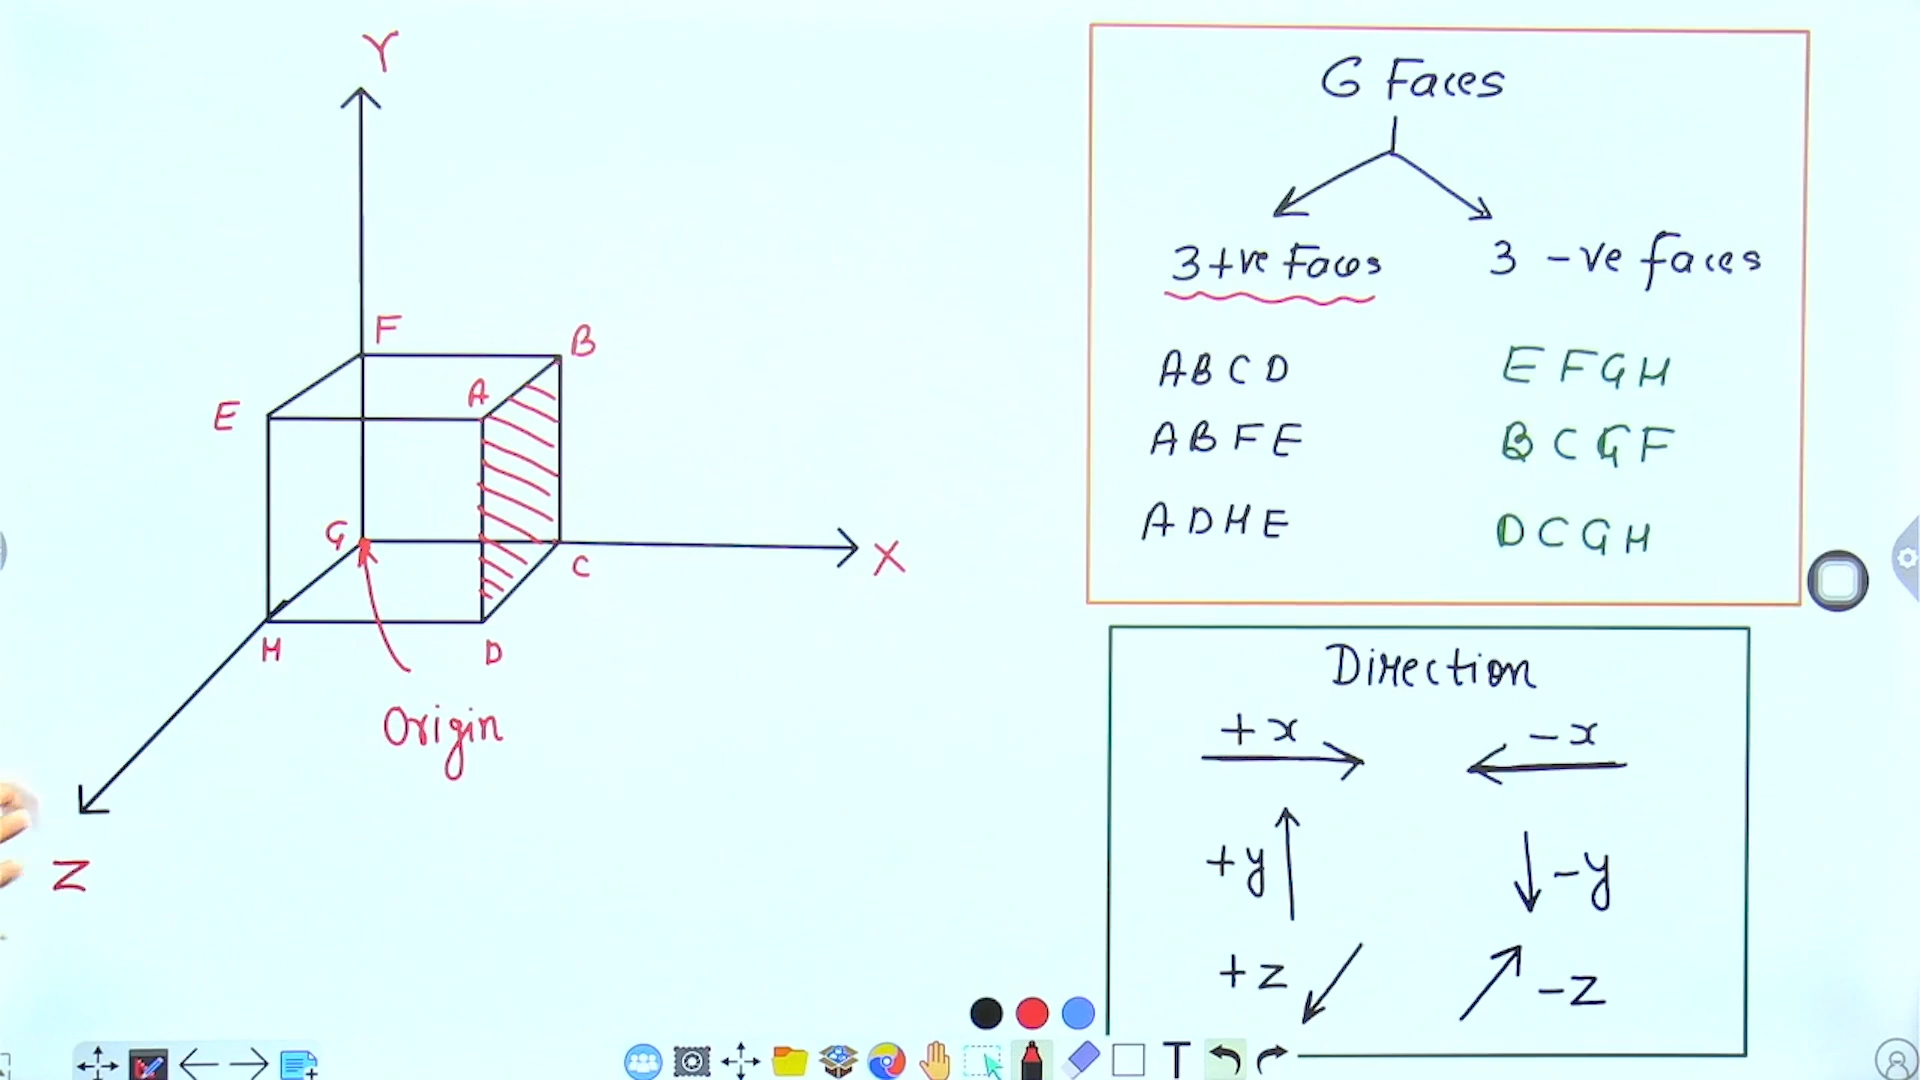 Y
F
B
A
E
G
X
C
H
D
Origin
Z
6 Faces
3 +ve Faces
3 -ve faces
ABCD
EFGH
ABFE
BCGF
ADHE
DCGH
Direction
+x
-x
+y
-y
+z
-z
T